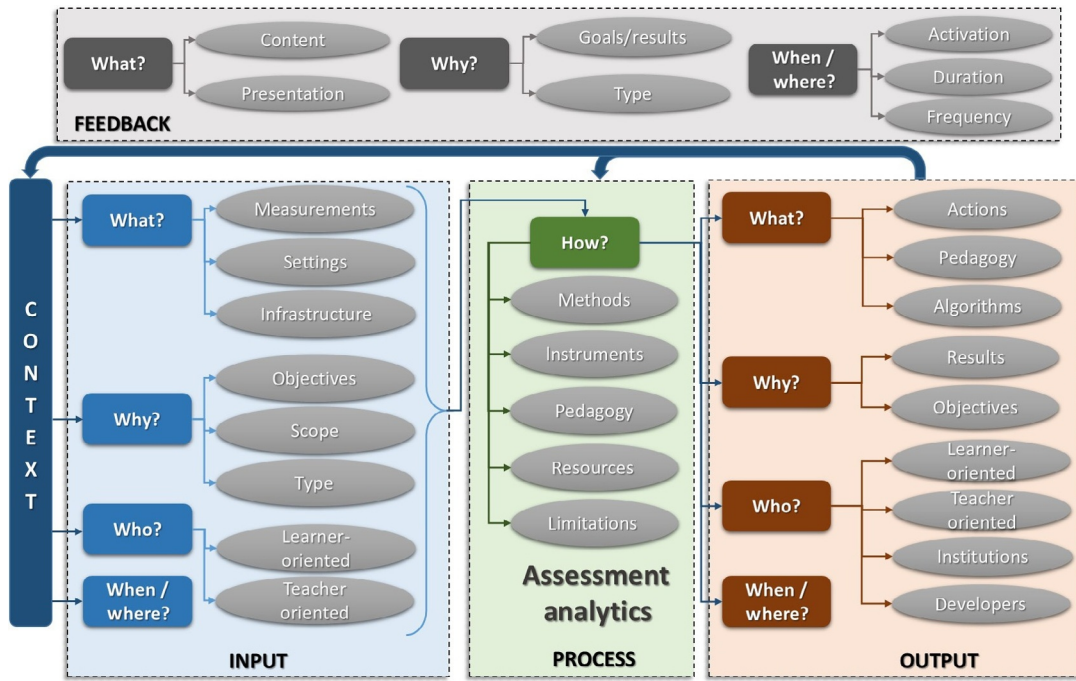 What?
Content
Presentation
Why?
Goals/results
Type
When /
where?
Activation
Duration
Frequency
FEEDBACK
CONTEXT
What?
Measurements
Settings
Infrastructure
Why?
Objectives
Scope
Type
Who?
Learner-
oriented
When /
where?
Teacher
oriented
INPUT
How?
Methods
Instruments
Pedagogy
Resources
Limitations
Assessment
analytics
PROCESS
What?
Actions
Pedagogy
Algorithms
Why?
Results
Objectives
Who?
Learner-
oriented
Teacher
oriented
Institutions
Developers
When /
where?
OUTPUT